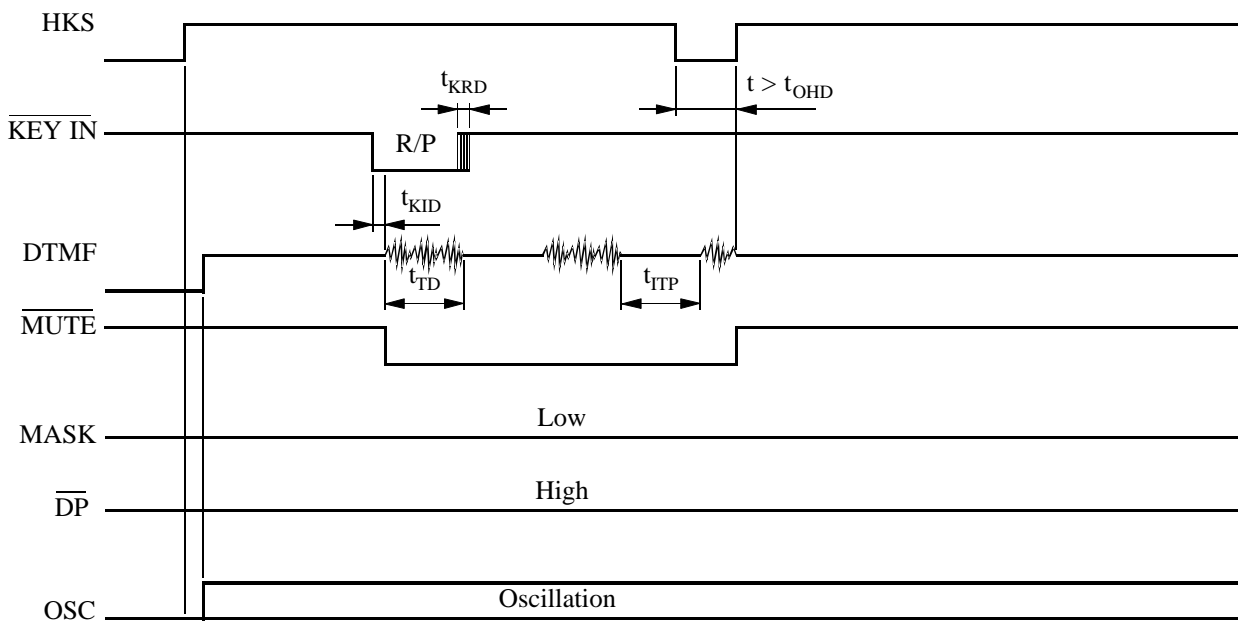 HKS
t_KRD
t > t_OHD
KEY IN
R/P
t_KID
DTMF
t_TD
t_ITP
MUTE
Low
MASK
High
DP
Oscillation
OSC